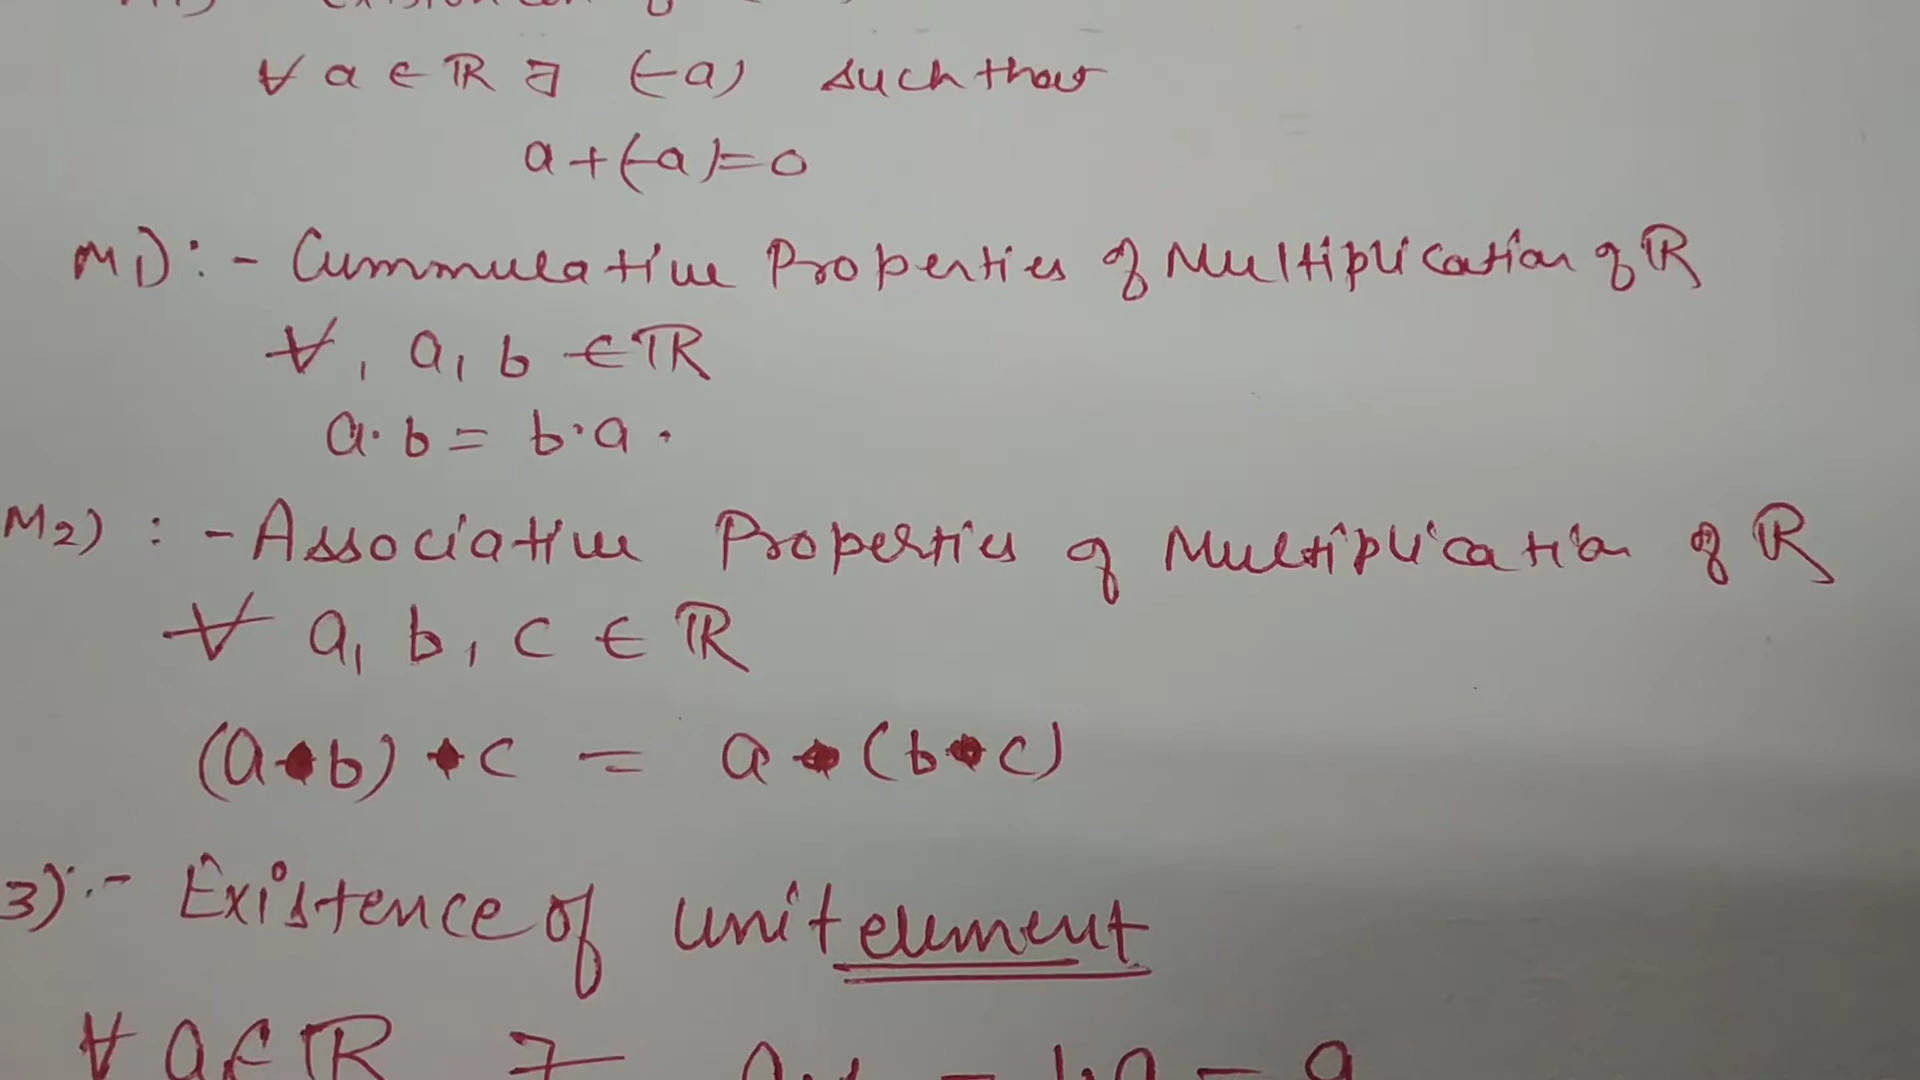 ∀ a ∈ ℝ ∃ (-a) such that
a+(-a)=0
M1):- Cummulative Properties of Multiplication of ℝ
∀, a, b ∈ ℝ
a·b = b·a.
M2) :- Associative Properties of Multiplication of ℝ
∀ a, b, c ∈ ℝ
(a·b)·c = a·(b·c)
3):- Existence of unit element
∀ a ∈ ℝ ∃